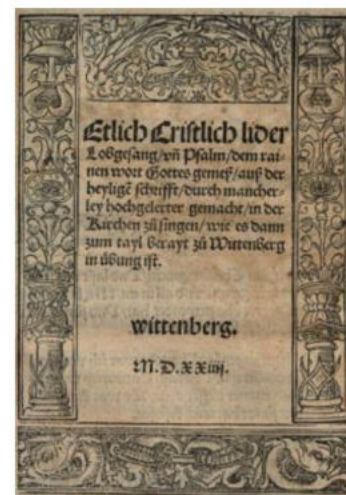 Etlich Cristlich lider
Lobgesang/vñ Psalm/dem rai-
nen wort Gottes gemeß/auß der
heyligẽ schrifft/durch mancher-
ley hochgelerter gemacht/in der
Kirchen zů singen/wie es dann
zum tayl berayt zů Wittenberg
in übung ist.
wittenberg.
M.D.XXiiij.